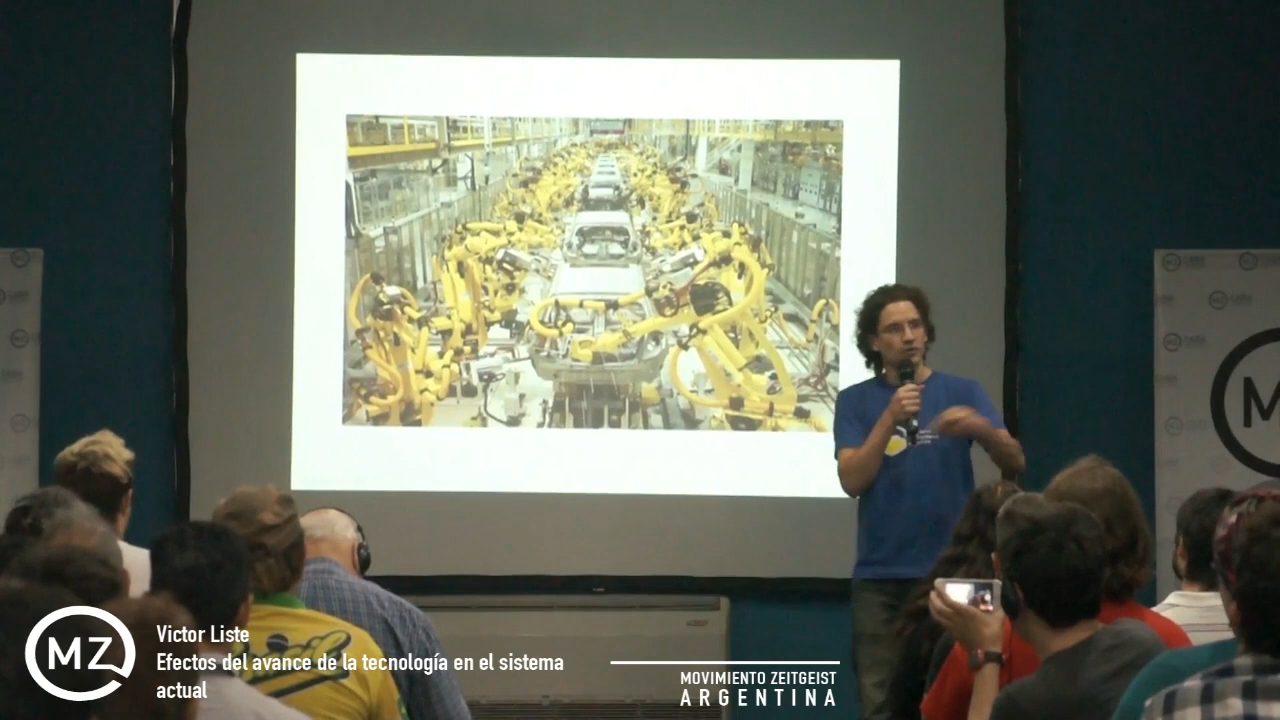 MZ
Victor Liste
Efectos del avance de la tecnología en el sistema
actual
MOVIMIENTO ZEITGEIST
ARGENTINA